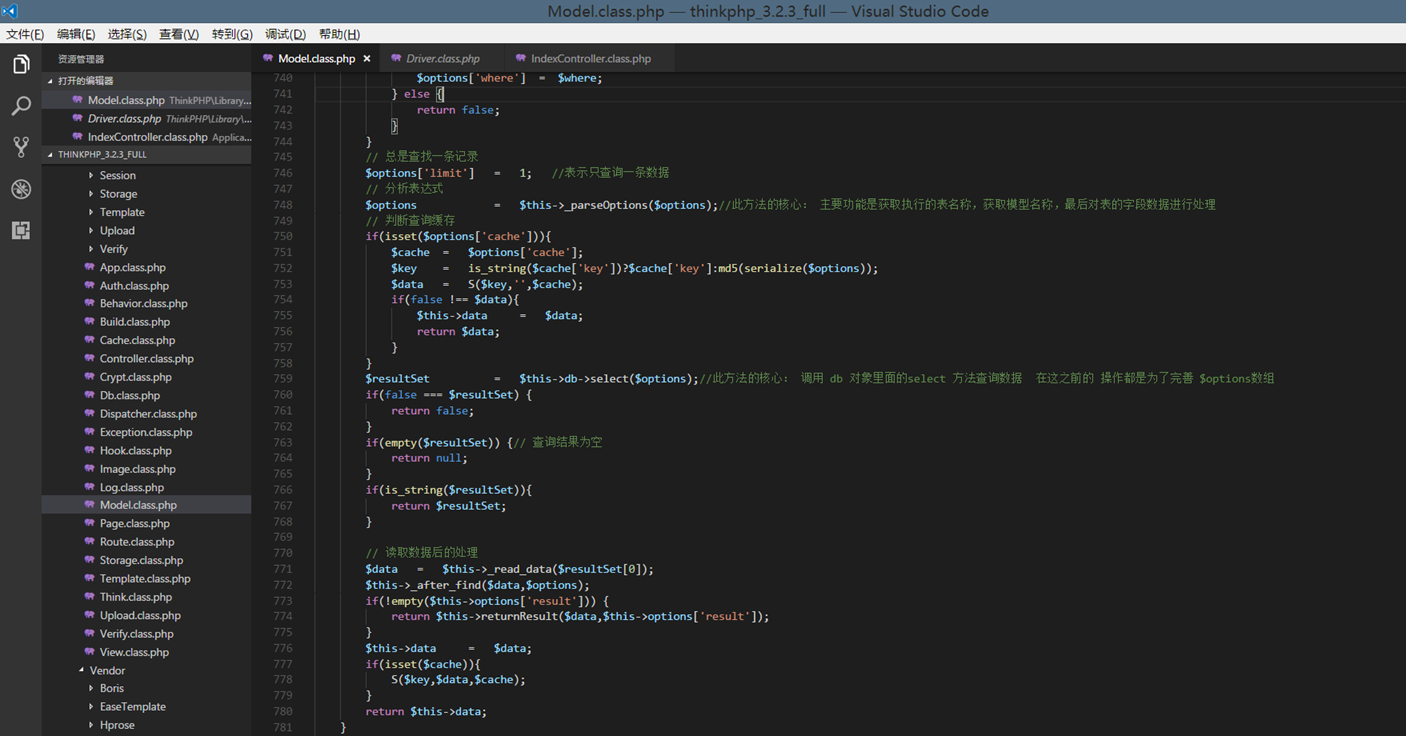 Model.class.php — thinkphp_3.2.3_full — Visual Studio Code
文件(F) 编辑(E) 选择(S) 查看(V) 转到(G) 调试(D) 帮助(H)
资源管理器
打开的编辑器
Model.class.php ThinkPHP\Library...
Driver.class.php ThinkPHP\Library\...
IndexController.class.php Applica...
THINKPHP_3.2.3_FULL
Session
Storage
Template
Upload
Verify
App.class.php
Auth.class.php
Behavior.class.php
Build.class.php
Cache.class.php
Controller.class.php
Crypt.class.php
Db.class.php
Dispatcher.class.php
Exception.class.php
Hook.class.php
Image.class.php
Log.class.php
Model.class.php
Page.class.php
Route.class.php
Storage.class.php
Template.class.php
Think.class.php
Upload.class.php
Verify.class.php
View.class.php
Vendor
Boris
EaseTemplate
Hprose
Model.class.php × Driver.class.php IndexController.class.php
740 $options['where'] = $where;
741 } else {
742 return false;
743 }
744 }
745 // 总是查找一条记录
746 $options['limit'] = 1; //表示只查询一条数据
747 // 分析表达式
748 $options = $this->_parseOptions($options);//此方法的核心: 主要功能是获取执行的表名称，获取模型名称，最后对表的字段数据进行处理
749 // 判断查询缓存
750 if(isset($options['cache'])){
751 $cache = $options['cache'];
752 $key = is_string($cache['key'])?$cache['key']:md5(serialize($options));
753 $data = S($key,'',$cache);
754 if(false !== $data){
755 $this->data = $data;
756 return $data;
757 }
758 }
759 $resultSet = $this->db->select($options);//此方法的核心: 调用 db 对象里面的select 方法查询数据 在这之前的 操作都是为了完善 $options数组
760 if(false === $resultSet) {
761 return false;
762 }
763 if(empty($resultSet)) {// 查询结果为空
764 return null;
765 }
766 if(is_string($resultSet)){
767 return $resultSet;
768 }
769
770 // 读取数据后的处理
771 $data = $this->_read_data($resultSet[0]);
772 $this->_after_find($data,$options);
773 if(!empty($this->options['result'])) {
774 return $this->returnResult($data,$this->options['result']);
775 }
776 $this->data = $data;
777 if(isset($cache)){
778 S($key,$data,$cache);
779 }
780 return $this->data;
781 }